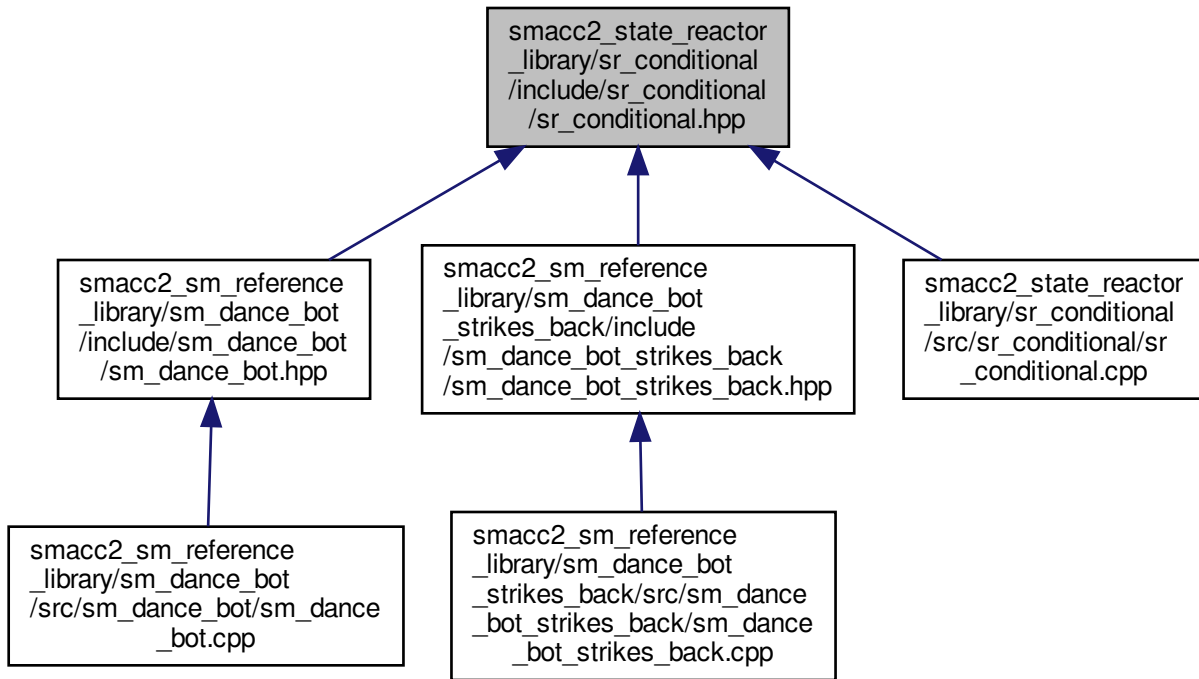 smacc2_state_reactor
_library/sr_conditional
/include/sr_conditional
/sr_conditional.hpp
smacc2_sm_reference
_library/sm_dance_bot
/include/sm_dance_bot
/sm_dance_bot.hpp
smacc2_sm_reference
_library/sm_dance_bot
_strikes_back/include
/sm_dance_bot_strikes_back
/sm_dance_bot_strikes_back.hpp
smacc2_state_reactor
_library/sr_conditional
/src/sr_conditional/sr
_conditional.cpp
smacc2_sm_reference
_library/sm_dance_bot
/src/sm_dance_bot/sm_dance
_bot.cpp
smacc2_sm_reference
_library/sm_dance_bot
_strikes_back/src/sm_dance
_bot_strikes_back/sm_dance
_bot_strikes_back.cpp